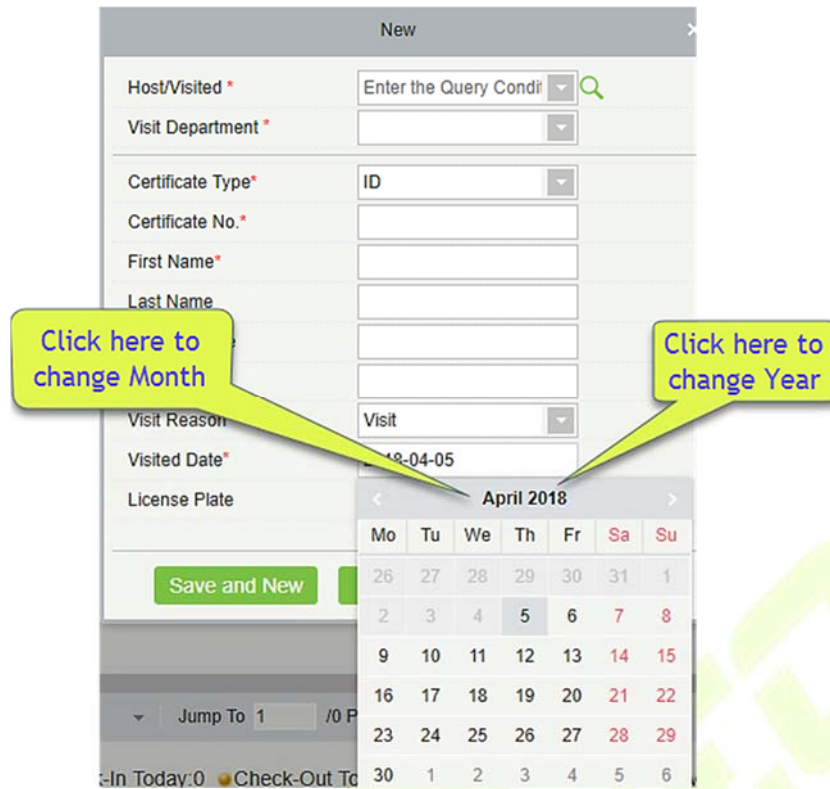 New
Host/Visited * Enter the Query Condit
Visit Department *
Certificate Type* ID
Certificate No.*
First Name*
Last Name
Click here to
change Month
Click here to
change Year
Visit Reason Visit
Visited Date* 2018-04-05
License Plate
April 2018
Mo Tu We Th Fr Sa Su
26 27 28 29 30 31 1
2 3 4 5 6 7 8
9 10 11 12 13 14 15
16 17 18 19 20 21 22
23 24 25 26 27 28 29
30 1 2 3 4 5 6
Save and New
Jump To 1 /0 P
-In Today:0 Check-Out To